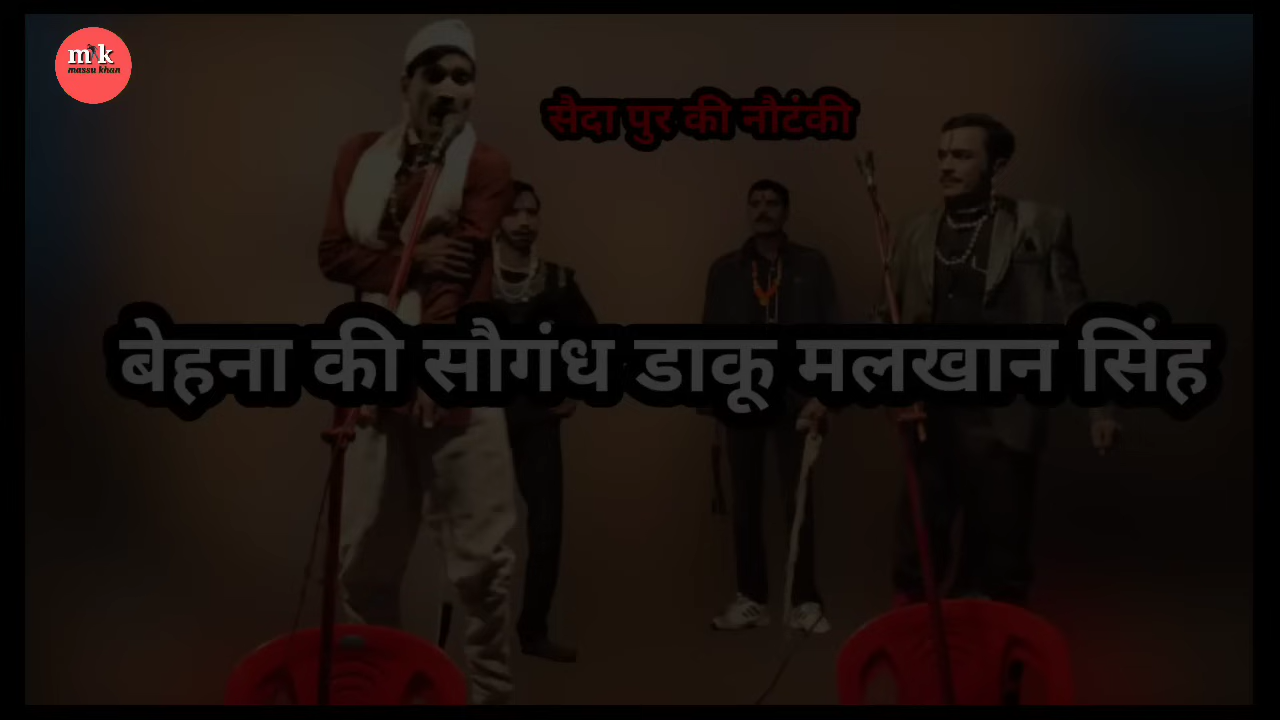 m k
massu khan
सैदा पुर की नौटंकी
बेहना की सौगंध डाकू मलखान सिंह